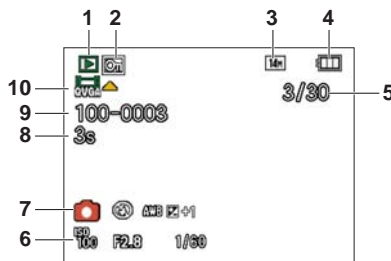 1 2 3 4
14M
10 QVGA 3/30 5
9 100-0003
8 3s
7 AWB +1
6 ISO 100 F2.8 1/60